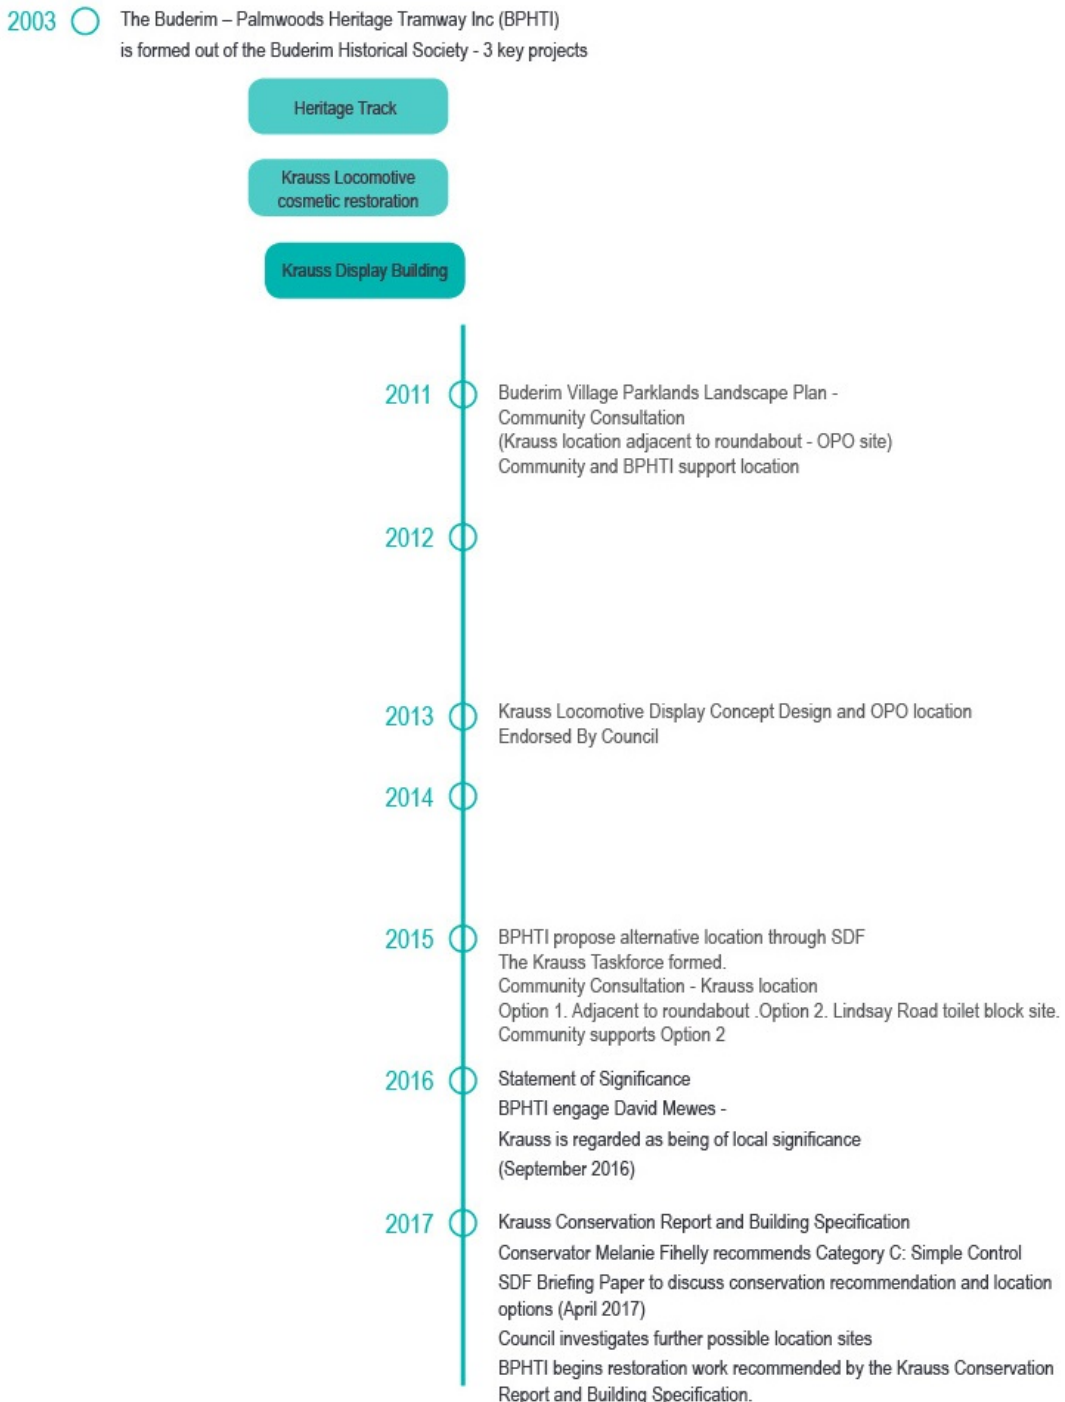 2003
The Buderim – Palmwoods Heritage Tramway Inc (BPHTI)
is formed out of the Buderim Historical Society - 3 key projects
Heritage Track
Krauss Locomotive
cosmetic restoration
Krauss Display Building
2011
Buderim Village Parklands Landscape Plan -
Community Consultation
(Krauss location adjacent to roundabout - OPO site)
Community and BPHTI support location
2012
2013
Krauss Locomotive Display Concept Design and OPO location
Endorsed By Council
2014
2015
BPHTI propose alternative location through SDF
The Krauss Taskforce formed.
Community Consultation - Krauss location
Option 1. Adjacent to roundabout .Option 2. Lindsay Road toilet block site.
Community supports Option 2
2016
Statement of Significance
BPHTI engage David Mewes -
Krauss is regarded as being of local significance
(September 2016)
2017
Krauss Conservation Report and Building Specification
Conservator Melanie Fihelly recommends Category C: Simple Control
SDF Briefing Paper to discuss conservation recommendation and location
options (April 2017)
Council investigates further possible location sites
BPHTI begins restoration work recommended by the Krauss Conservation
Report and Building Specification.